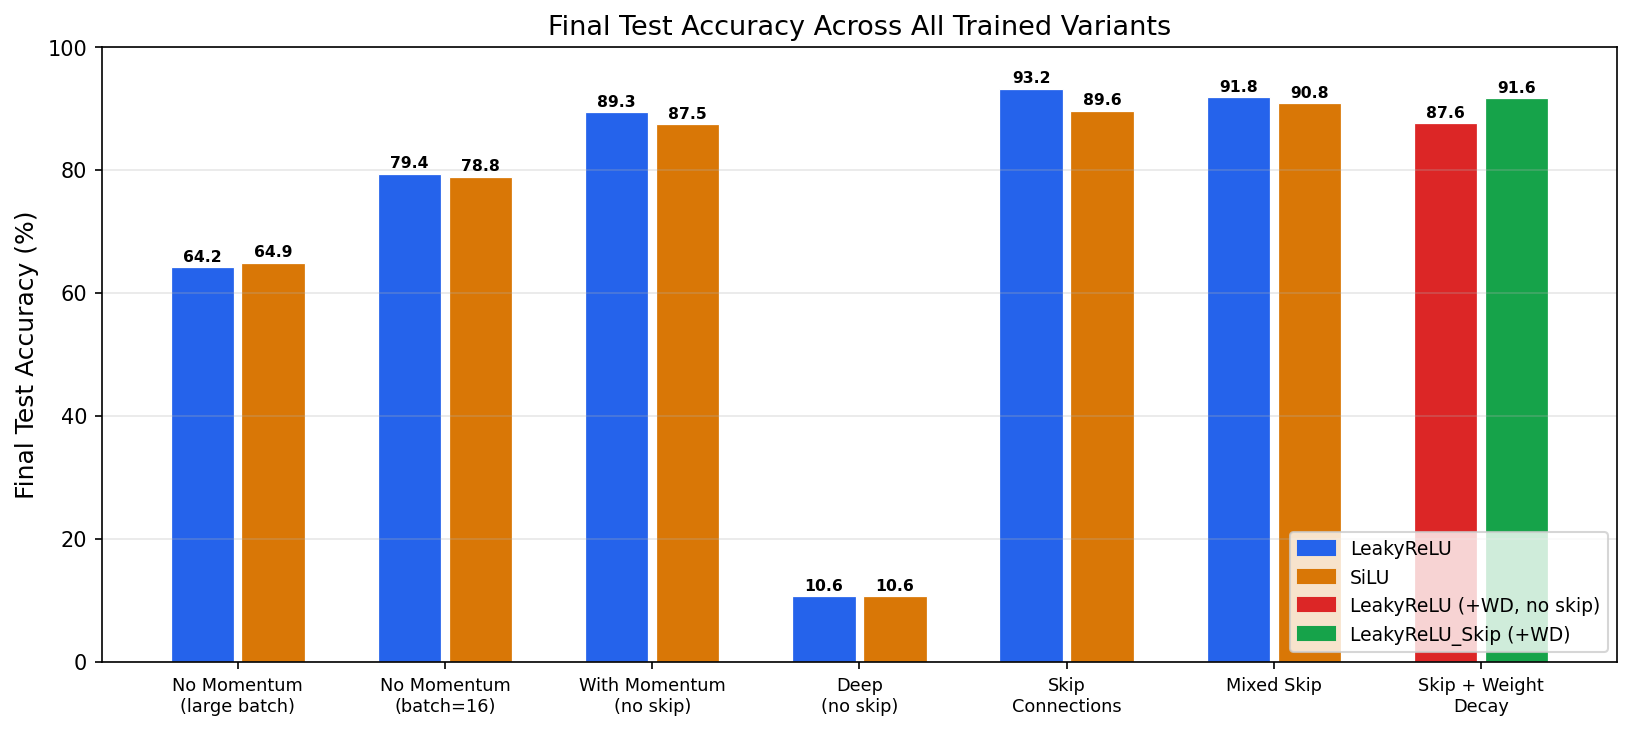 Final Test Accuracy Across All Trained Variants
Final Test Accuracy (%)
100
80
60
40
20
0
64.2
64.9
79.4
78.8
89.3
87.5
10.6
10.6
93.2
89.6
91.8
90.8
87.6
91.6
No Momentum
(large batch)
No Momentum
(batch=16)
With Momentum
(no skip)
Deep
(no skip)
Skip
Connections
Mixed Skip
Skip + Weight
Decay
LeakyReLU
SiLU
LeakyReLU (+WD, no skip)
LeakyReLU_Skip (+WD)